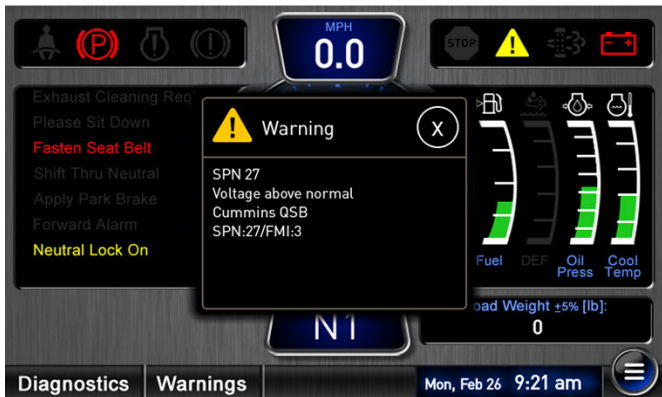 MPH
0.0
(P)
STOP
Exhaust Cleaning Req
Please Sit Down
Fasten Seat Belt
Shift Thru Neutral
Apply Park Brake
Forward Alarm
Neutral Lock On
Warning
X
SPN 27
Voltage above normal
Cummins QSB
SPN:27/FMI:3
Fuel DEF Oil Press Cool Temp
N1
oad Weight ±5% [lb]:
0
Diagnostics Warnings Mon, Feb 26 9:21 am